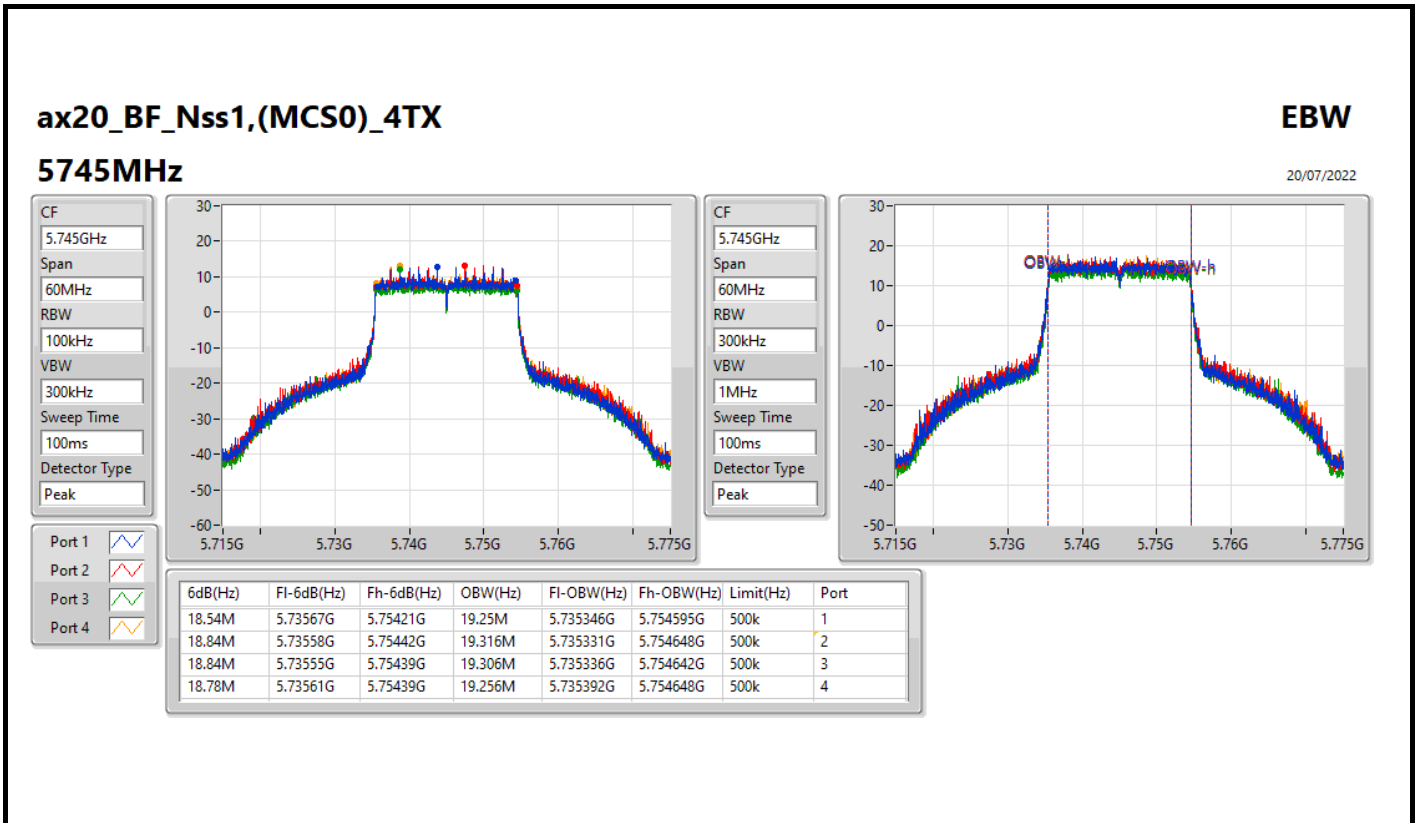 ax20_BF_Nss1,(MCS0)_4TX
EBW
5745MHz
20/07/2022
CF
5.745GHz
Span
60MHz
RBW
100kHz
VBW
300kHz
Sweep Time
100ms
Detector Type
Peak
30
20
10
0
-10
-20
-30
-40
-50
-60
5.715G 5.73G 5.74G 5.75G 5.76G 5.775G
CF
5.745GHz
Span
60MHz
RBW
300kHz
VBW
1MHz
Sweep Time
100ms
Detector Type
Peak
30
20
10
0
-10
-20
-30
-40
-50
OBW-h
5.715G 5.73G 5.74G 5.75G 5.76G 5.775G
Port 1
Port 2
Port 3
Port 4
6dB(Hz) Fl-6dB(Hz) Fh-6dB(Hz) OBW(Hz) Fl-OBW(Hz) Fh-OBW(Hz) Limit(Hz) Port
18.54M 5.73567G 5.75421G 19.25M 5.735346G 5.754595G 500k 1
18.84M 5.73558G 5.75442G 19.316M 5.735331G 5.754648G 500k 2
18.84M 5.73555G 5.75439G 19.306M 5.735336G 5.754642G 500k 3
18.78M 5.73561G 5.75439G 19.256M 5.735392G 5.754648G 500k 4